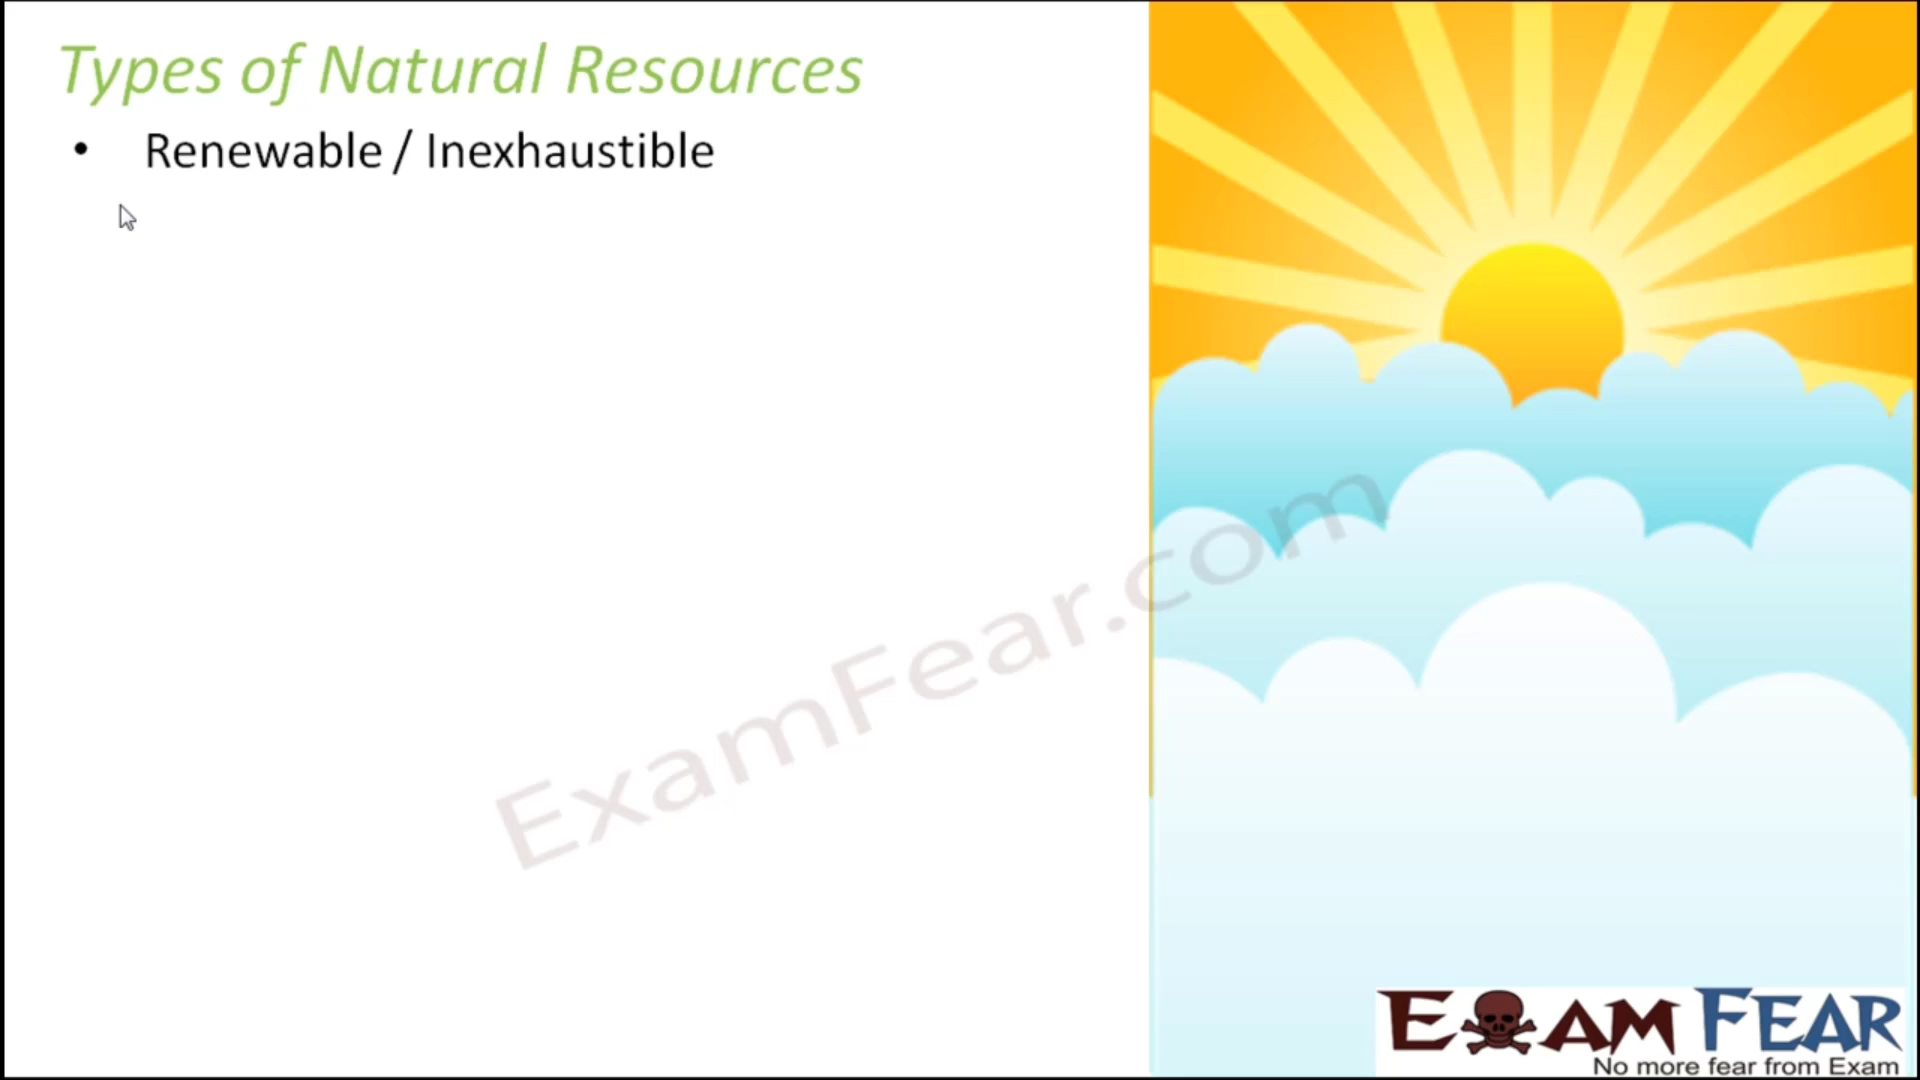 Types of Natural Resources
• Renewable / Inexhaustible
ExamFear.com
EXAM FEAR
No more fear from Exam